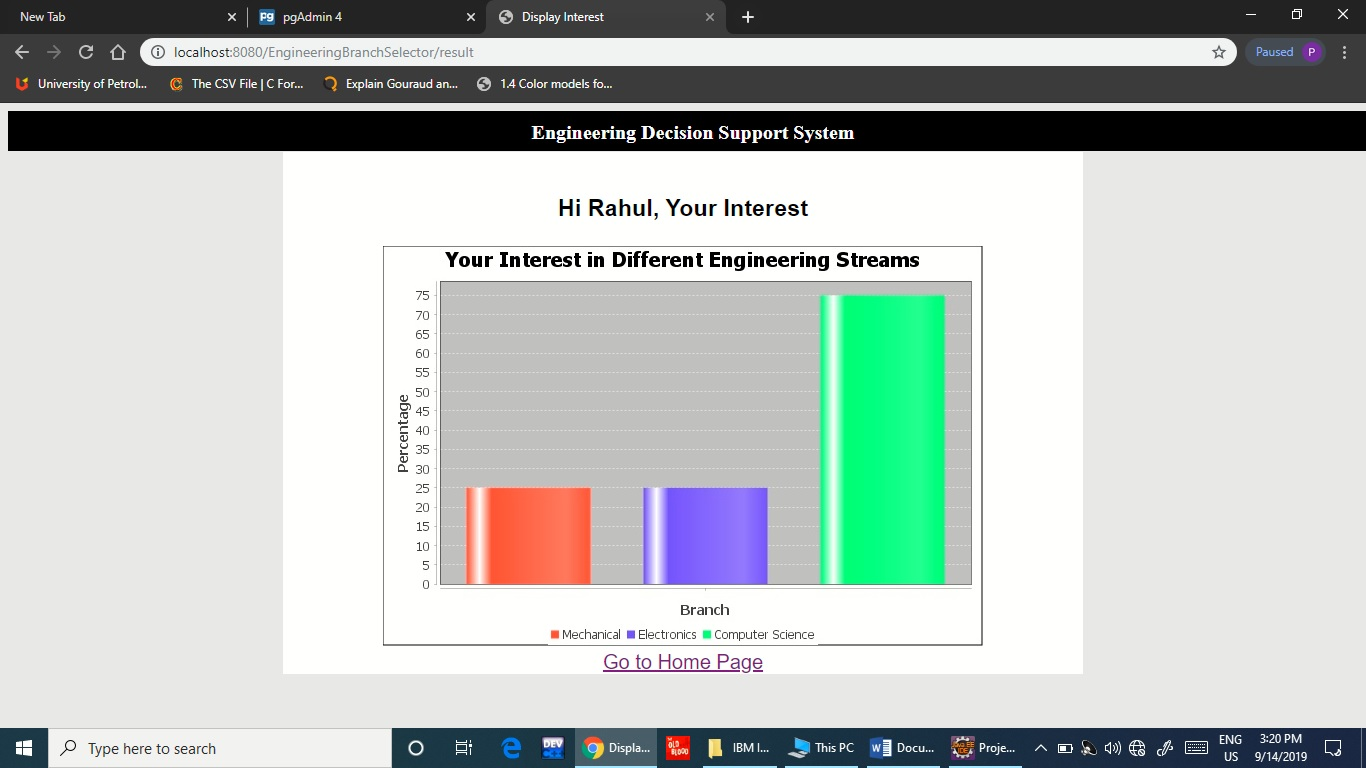 New Tab
pgAdmin 4
Display Interest
localhost:8080/EngineeringBranchSelector/result
Paused P
University of Petrol...
The CSV File | C For...
Explain Gouraud an...
1.4 Color models fo...
Engineering Decision Support System
Hi Rahul, Your Interest
Your Interest in Different Engineering Streams
Percentage
75
70
65
60
55
50
45
40
35
30
25
20
15
10
5
0
Branch
Mechanical Electronics Computer Science
Go to Home Page
Type here to search
DEV
C++
Displa...
OLD
BLOOD
IBM I...
This PC
Docu...
Proje...
ENG
US
3:20 PM
9/14/2019